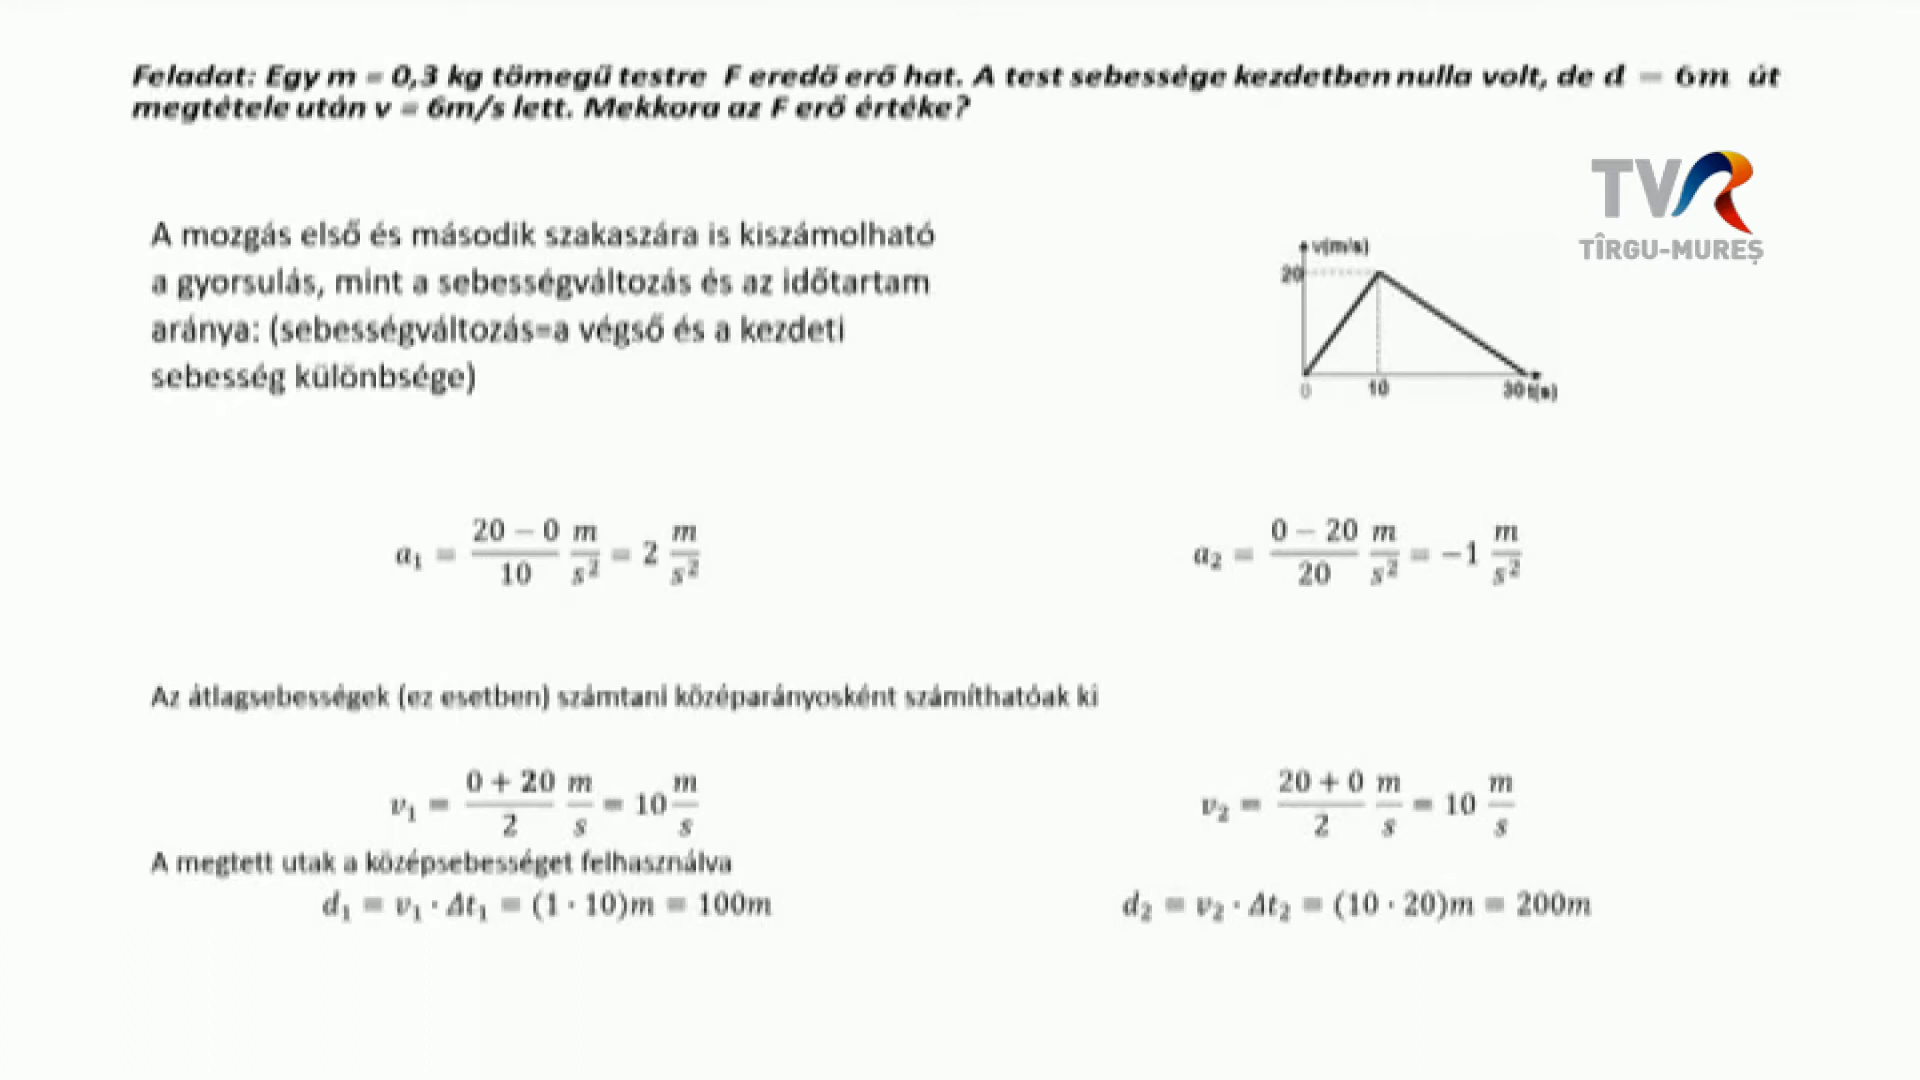 Feladat: Egy m = 0,3 kg tömegű testre F eredő erő hat. A test sebessége kezdetben nulla volt, de d = 6m út
megtétele után v = 6m/s lett. Mekkora az F erő értéke?
TVR
TÎRGU-MUREȘ
A mozgás első és második szakaszára is kiszámolható
a gyorsulás, mint a sebességváltozás és az időtartam
aránya: (sebességváltozás=a végső és a kezdeti
sebesség különbsége)
v(m/s)
20
0 10 30 t(s)
a₁ = (20 − 0)/10 m/s² = 2 m/s²
a₂ = (0 − 20)/20 m/s² = −1 m/s²
Az átlagsebességek (ez esetben) számtani középarányosként számíthatóak ki
v₁ = (0 + 20)/2 m/s = 10 m/s
v₂ = (20 + 0)/2 m/s = 10 m/s
A megtett utak a középsebességet felhasználva
d₁ = v₁ · Δt₁ = (1 · 10)m = 100m
d₂ = v₂ · Δt₂ = (10 · 20)m = 200m